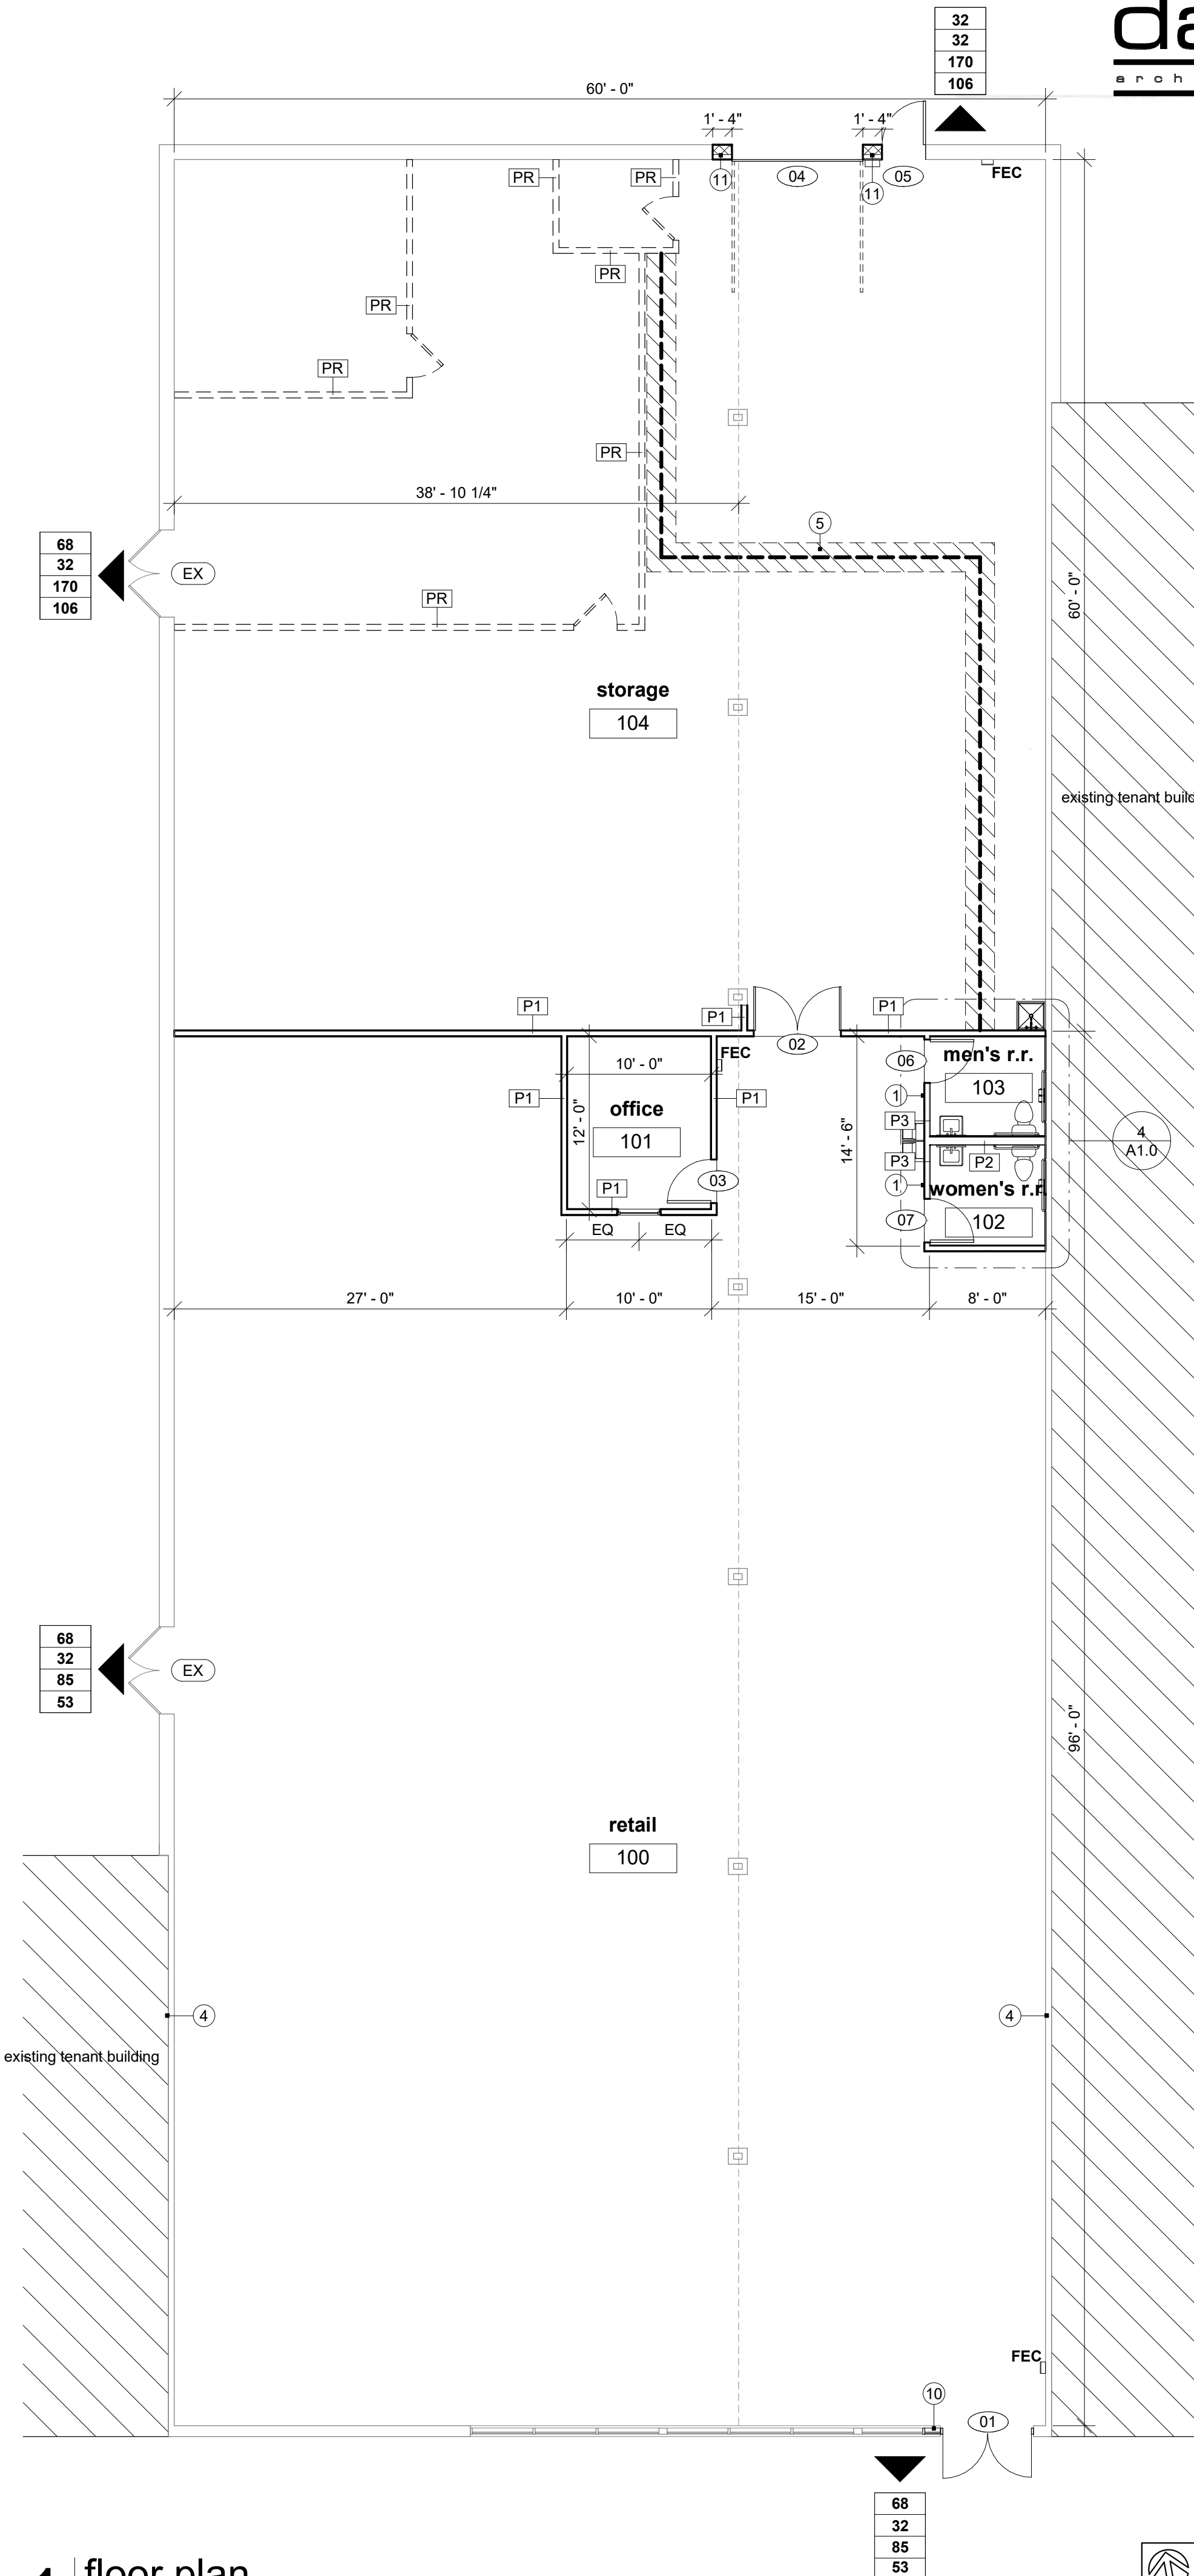 da
arch
32
32
170
106
60' - 0"
1' - 4"
1' - 4"
PR
PR
11
04
11
05
FEC
PR
PR
PR
PR
38' - 10 1/4"
5
68
32
170
106
EX
60' - 0"
PR
storage
104
existing tenant build
P1
P1
P1
02
FEC
06
men's r.r.
103
10' - 0"
P1
office
P1
1
12' - 0"
101
14' - 6"
P3
4
A1.0
P3
P2
03
1
women's r.r.
P1
07
102
EQ
EQ
27' - 0"
10' - 0"
15' - 0"
8' - 0"
68
32
85
53
EX
96' - 0"
retail
100
4
4
existing tenant building
FEC
10
01
68
32
85
53
1
floor plan